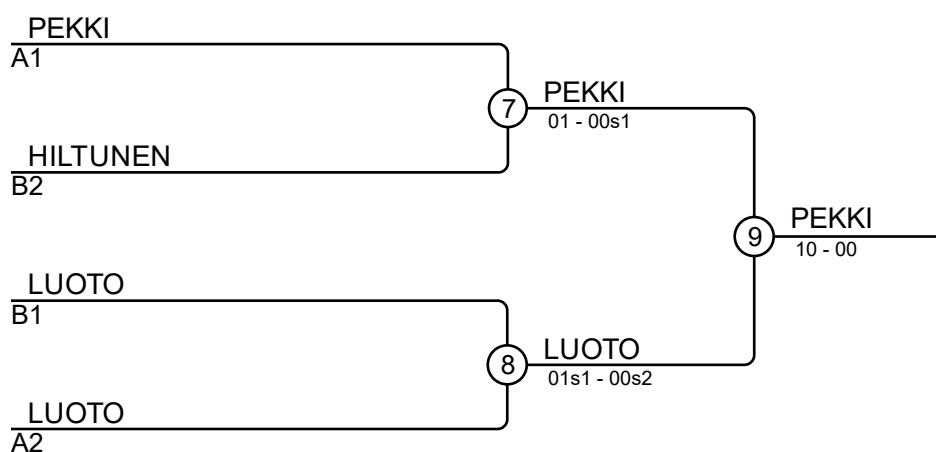 PEKKI
A1
7
PEKKI
01 - 00s1
HILTUNEN
B2
9
PEKKI
10 - 00
LUOTO
B1
8
LUOTO
01s1 - 00s2
LUOTO
A2